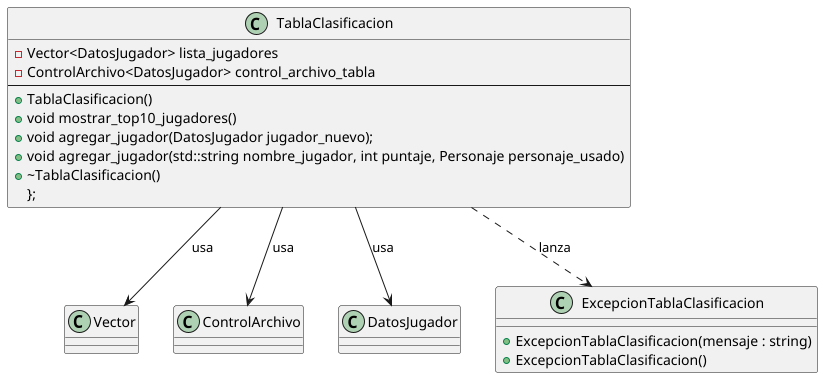 C TablaClasificacion
Vector<DatosJugador> lista_jugadores
ControlArchivo<DatosJugador> control_archivo_tabla
TablaClasificacion()
void mostrar_top10_jugadores()
void agregar_jugador(DatosJugador jugador_nuevo);
void agregar_jugador(std::string nombre_jugador, int puntaje, Personaje personaje_usado)
~TablaClasificacion()
};
usa
usa
usa
lanza
C Vector
C ControlArchivo
C DatosJugador
C ExcepcionTablaClasificacion
ExcepcionTablaClasificacion(mensaje : string)
ExcepcionTablaClasificacion()